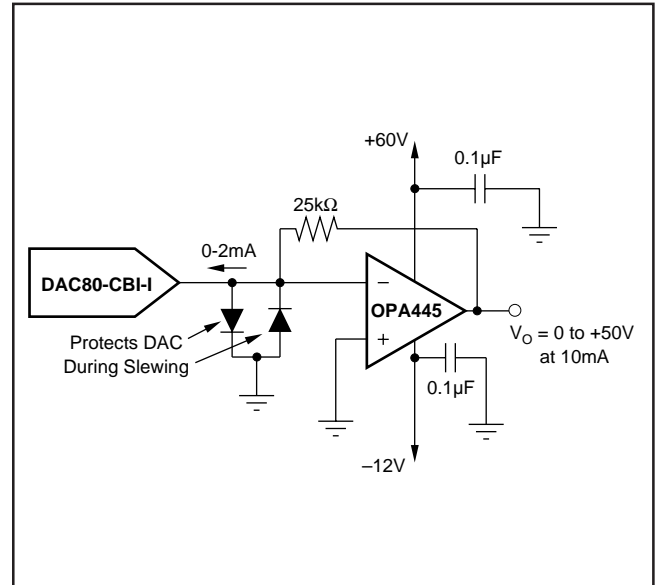 +60V
0.1µF
25kΩ
0-2mA
DAC80-CBI-I
−
OPA445
+
Protects DAC
During Slewing
V_O = 0 to +50V
at 10mA
0.1µF
–12V